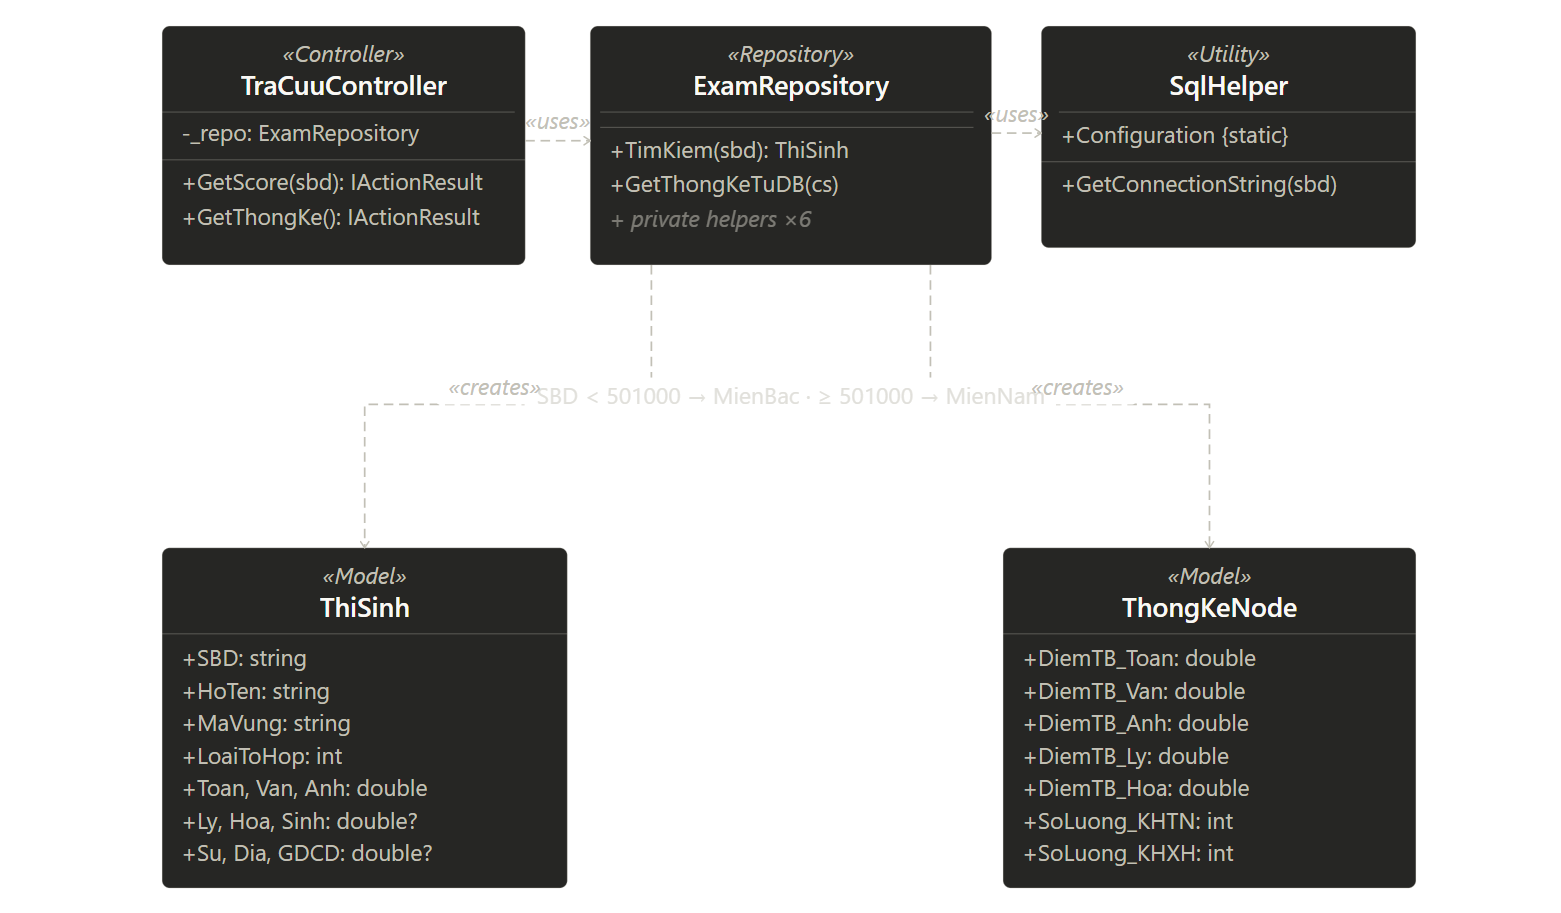 «Controller»
TraCuuController
-_repo: ExamRepository
+GetScore(sbd): IActionResult
+GetThongKe(): IActionResult
«uses»
«Repository»
ExamRepository
+TimKiem(sbd): ThiSinh
+GetThongKeTuDB(cs)
+ private helpers ×6
«uses»
«Utility»
SqlHelper
+Configuration {static}
+GetConnectionString(sbd)
«creates»
SBD < 501000 → MienBac · ≥ 501000 → MienNam
«creates»
«Model»
ThiSinh
+SBD: string
+HoTen: string
+MaVung: string
+LoaiToHop: int
+Toan, Van, Anh: double
+Ly, Hoa, Sinh: double?
+Su, Dia, GDCD: double?
«Model»
ThongKeNode
+DiemTB_Toan: double
+DiemTB_Van: double
+DiemTB_Anh: double
+DiemTB_Ly: double
+DiemTB_Hoa: double
+SoLuong_KHTN: int
+SoLuong_KHXH: int